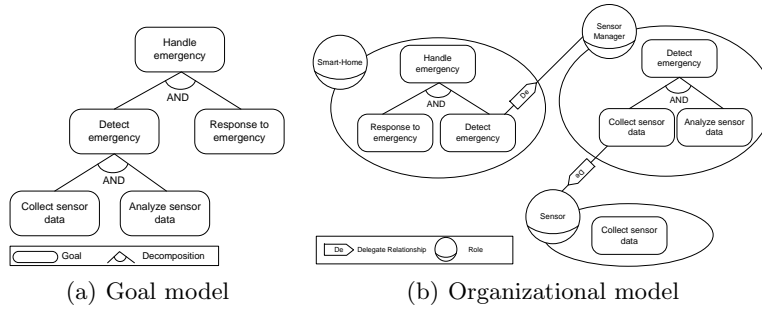 Handle
emergency
AND
Detect
emergency
Response to
emergency
AND
Collect sensor
data
Analyze sensor
data
Goal
Decomposition
(a) Goal model
Smart-Home
Handle
emergency
AND
Response to
emergency
Detect
emergency
De
Sensor
Manager
Detect
emergency
AND
Collect sensor
data
Analyze sensor
data
De
Sensor
Collect sensor
data
De
Delegate Relationship
Role
(b) Organizational model